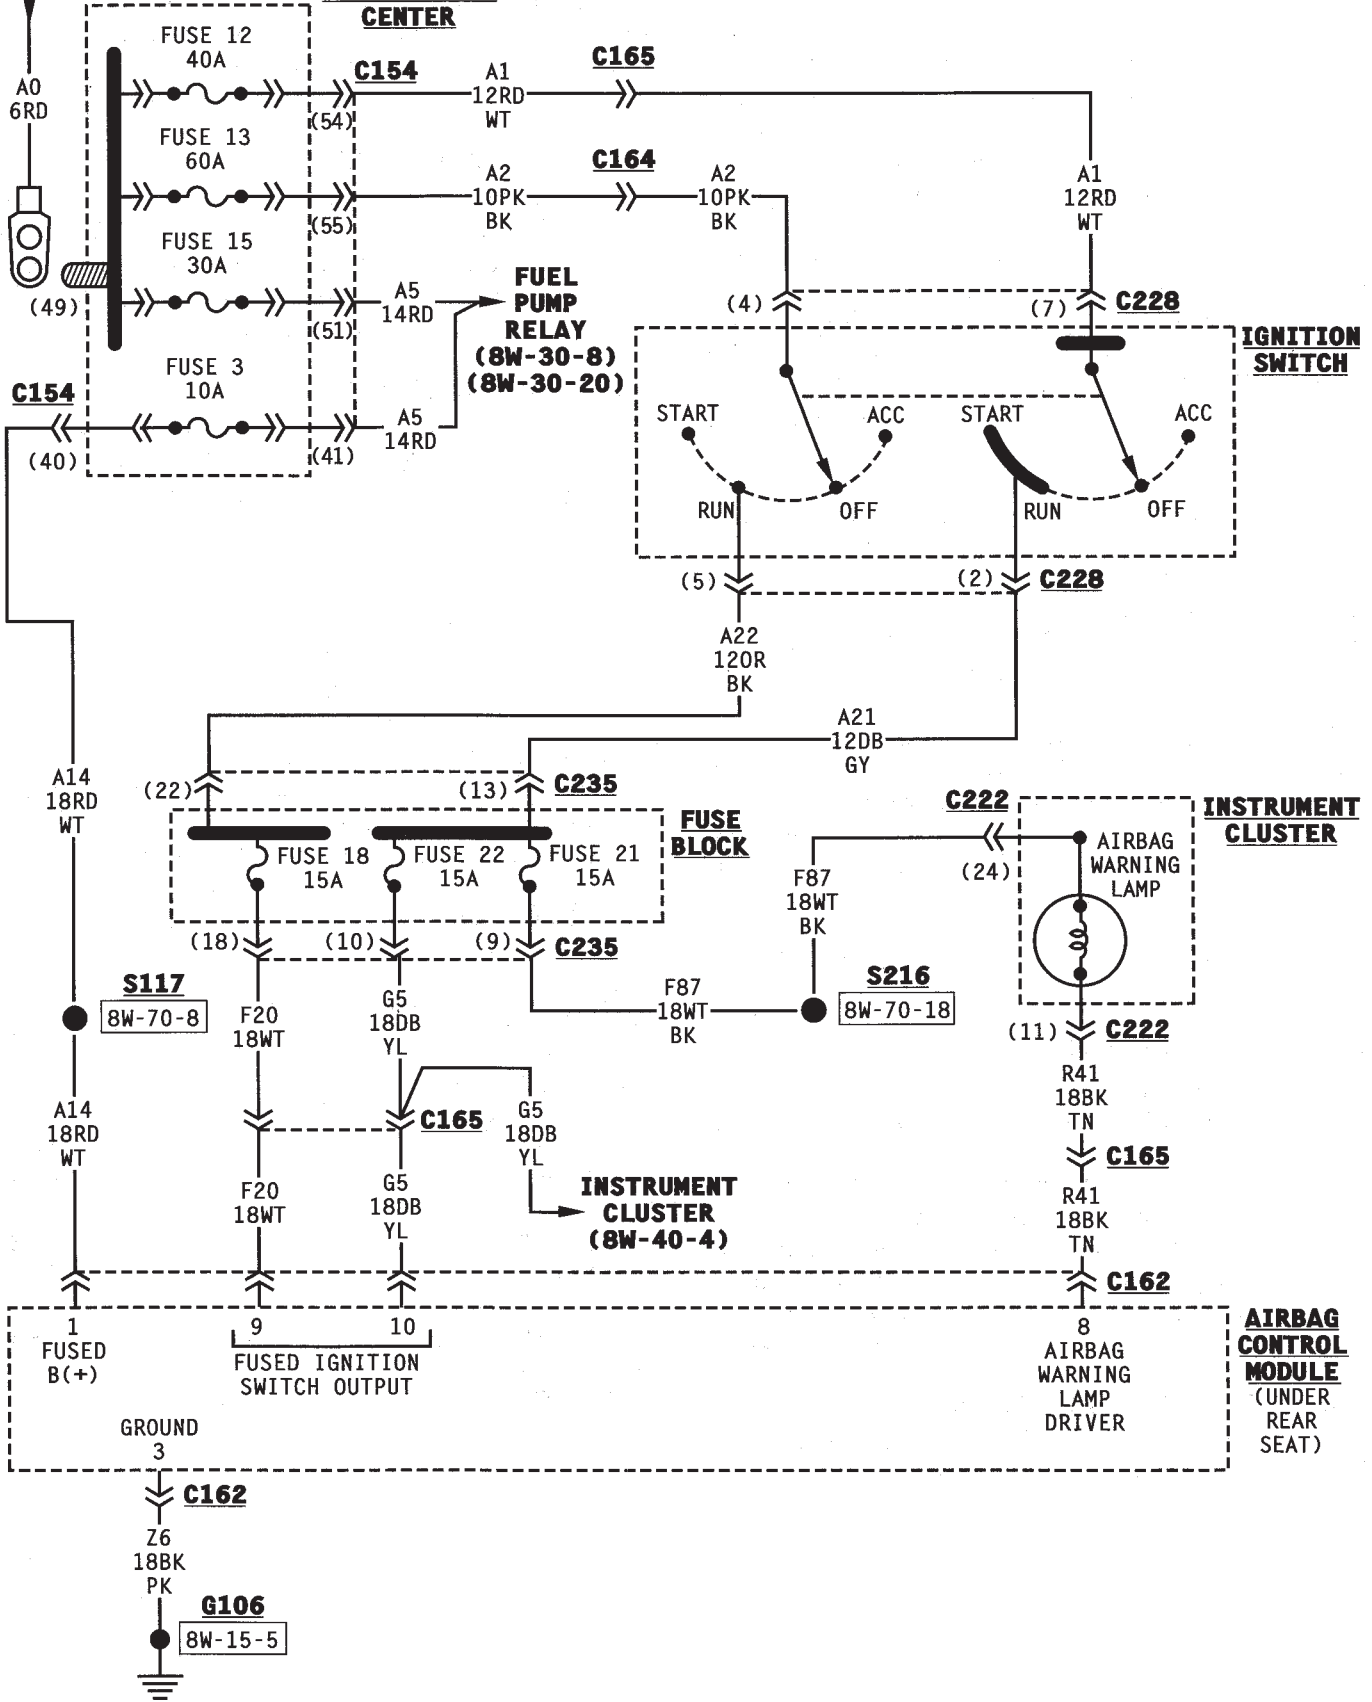 CENTER
FUSE 12
40A
C154
A1
12RD
WT
C165
A0
6RD
(54)
FUSE 13
60A
A2
10PK
BK
C164
A2
10PK
BK
A1
12RD
WT
(55)
FUSE 15
30A
(49)
A5
14RD
(51)
FUEL
PUMP
RELAY
(8W-30-8)
(8W-30-20)
(4)
(7)
C228
IGNITION
SWITCH
FUSE 3
10A
C154
(40)
(41)
A5
14RD
START
ACC
RUN
OFF
START
ACC
RUN
OFF
(5)
(2)
C228
A22
12OR
BK
A21
12DB
GY
A14
18RD
WT
(22)
(13)
C235
FUSE
BLOCK
FUSE 18
15A
FUSE 22
15A
FUSE 21
15A
C222
(24)
INSTRUMENT
CLUSTER
AIRBAG
WARNING
LAMP
F87
18WT
BK
(18)
(10)
(9)
C235
S117
8W-70-8
F20
18WT
G5
18DB
YL
F87
18WT
BK
S216
8W-70-18
(11)
C222
R41
18BK
TN
A14
18RD
WT
C165
G5
18DB
YL
C165
F20
18WT
G5
18DB
YL
INSTRUMENT
CLUSTER
(8W-40-4)
R41
18BK
TN
C162
1
FUSED
B(+)
9
10
FUSED IGNITION
SWITCH OUTPUT
8
AIRBAG
WARNING
LAMP
DRIVER
AIRBAG
CONTROL
MODULE
(UNDER
REAR
SEAT)
GROUND
3
C162
Z6
18BK
PK
G106
8W-15-5